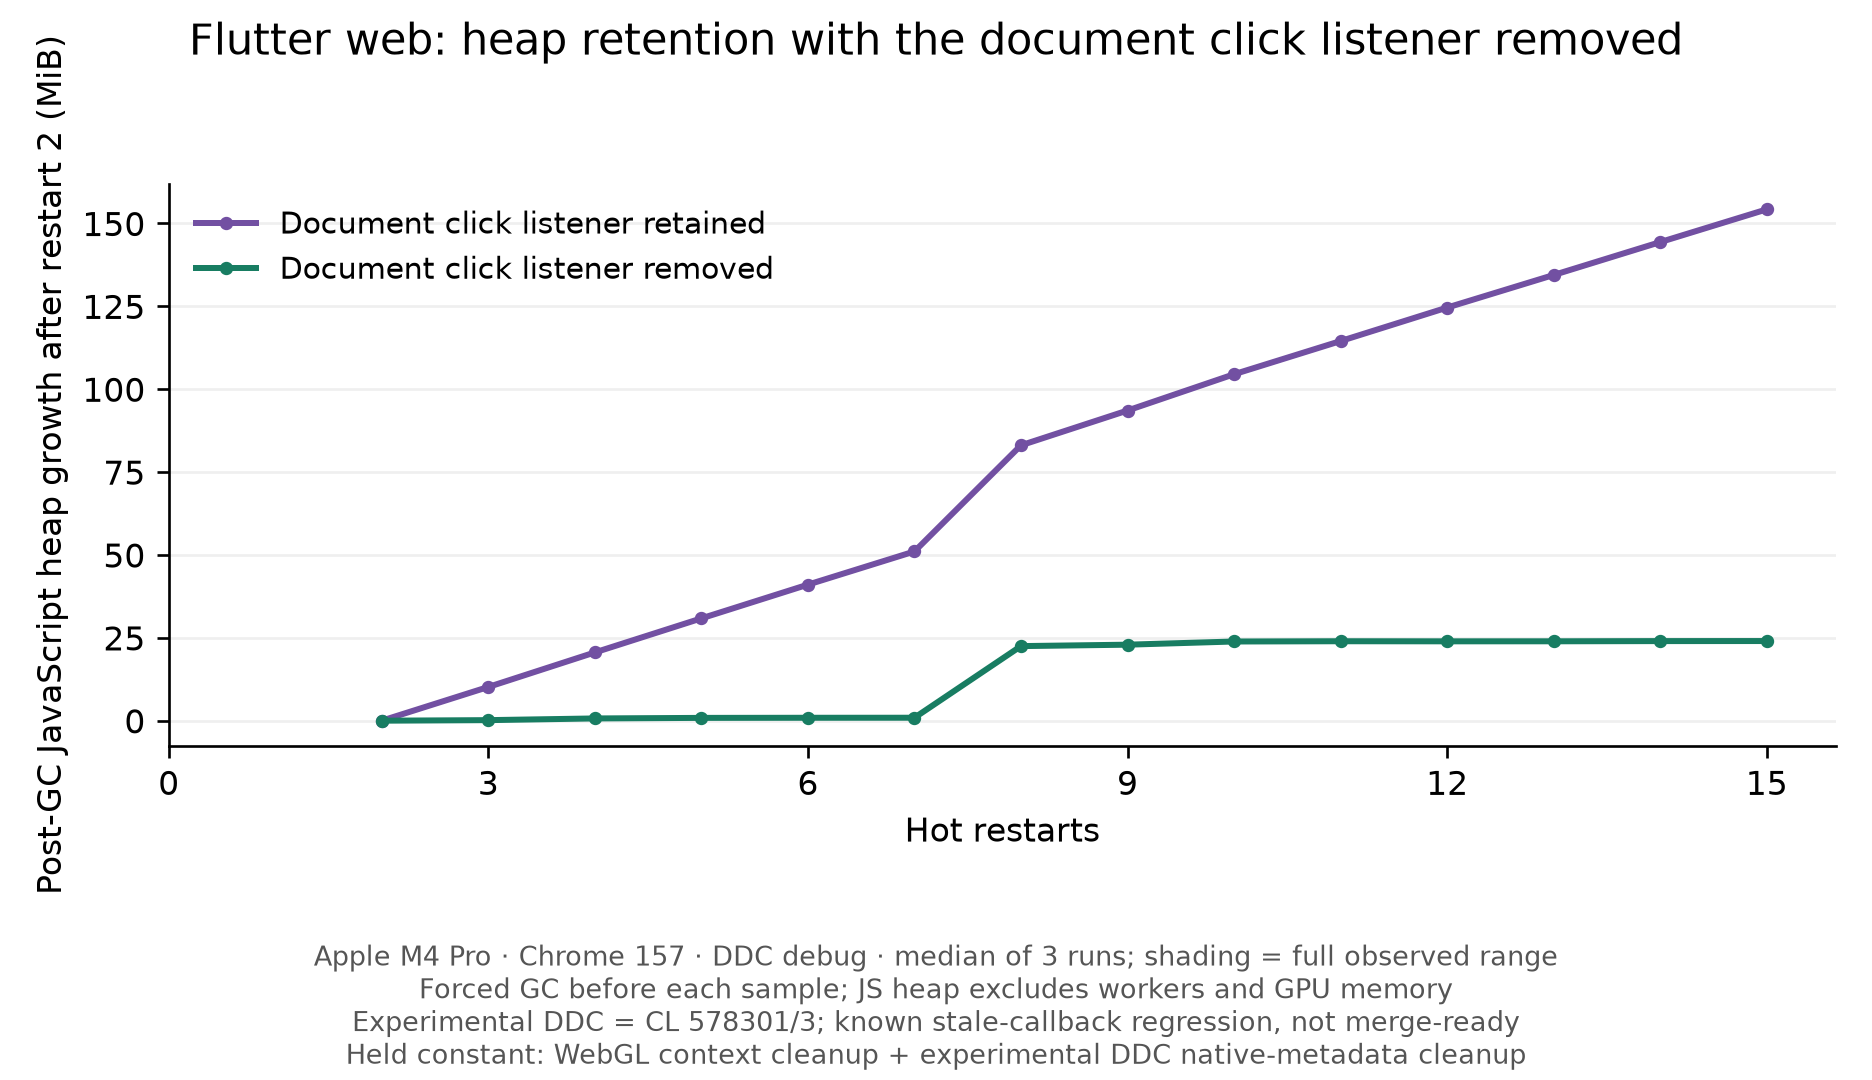 Flutter web: heap retention with the document click listener removed
Post-GC JavaScript heap growth after restart 2 (MiB)
Document click listener retained
Document click listener removed
150
125
100
75
50
25
0
0
3
6
9
12
15
Hot restarts
Apple M4 Pro · Chrome 157 · DDC debug · median of 3 runs; shading = full observed range
Forced GC before each sample; JS heap excludes workers and GPU memory
Experimental DDC = CL 578301/3; known stale-callback regression, not merge-ready
Held constant: WebGL context cleanup + experimental DDC native-metadata cleanup